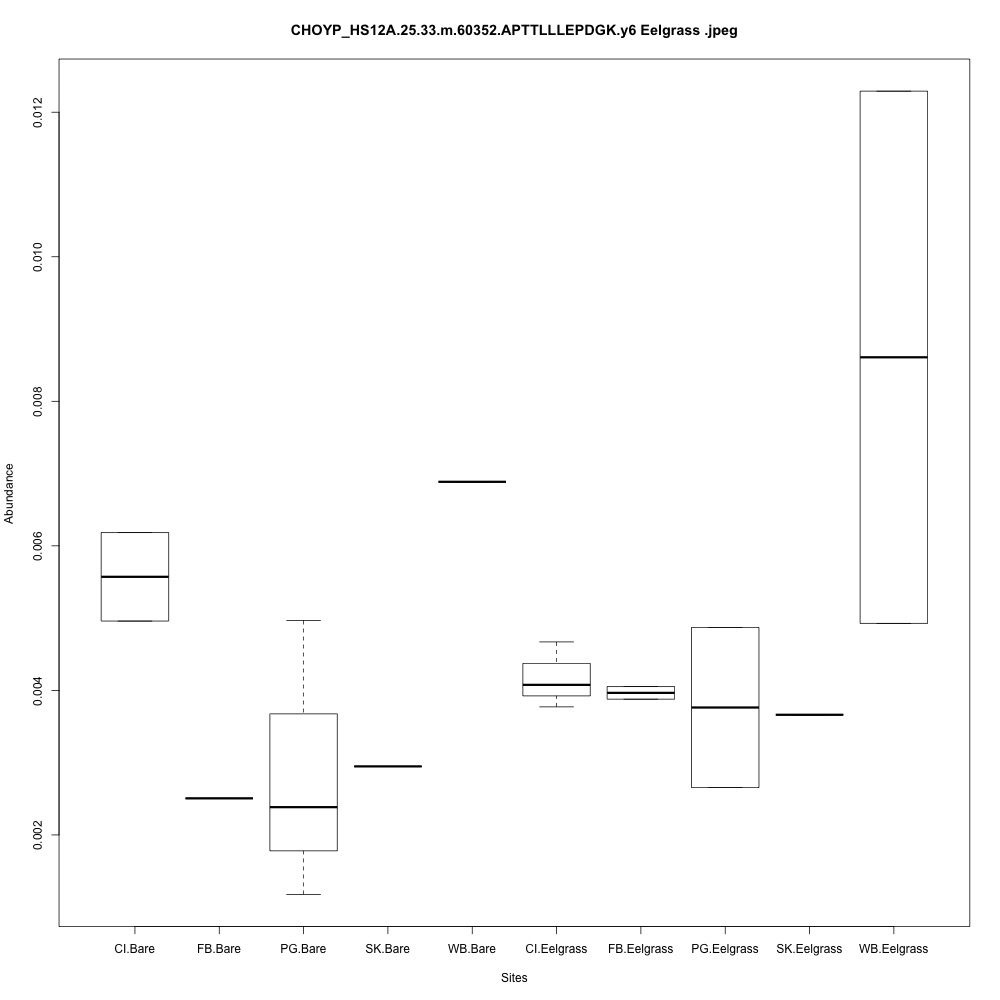 CHOYP_HS12A.25.33.m.60352.APTTLLLEPDGK.y6 Eelgrass .jpeg
Abundance
0.012
0.010
0.008
0.006
0.004
0.002
CI.Bare FB.Bare PG.Bare SK.Bare WB.Bare CI.Eelgrass FB.Eelgrass PG.Eelgrass SK.Eelgrass WB.Eelgrass
Sites